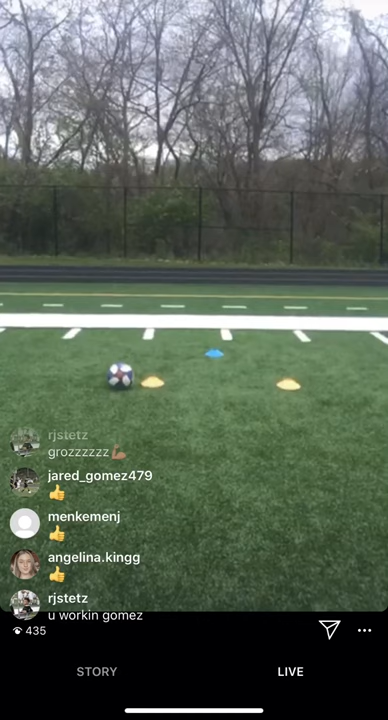 rjstetz
grozzzzzz
jared_gomez479
menkemenj
angelina.kingg
rjstetz
u workin gomez
435
STORY
LIVE